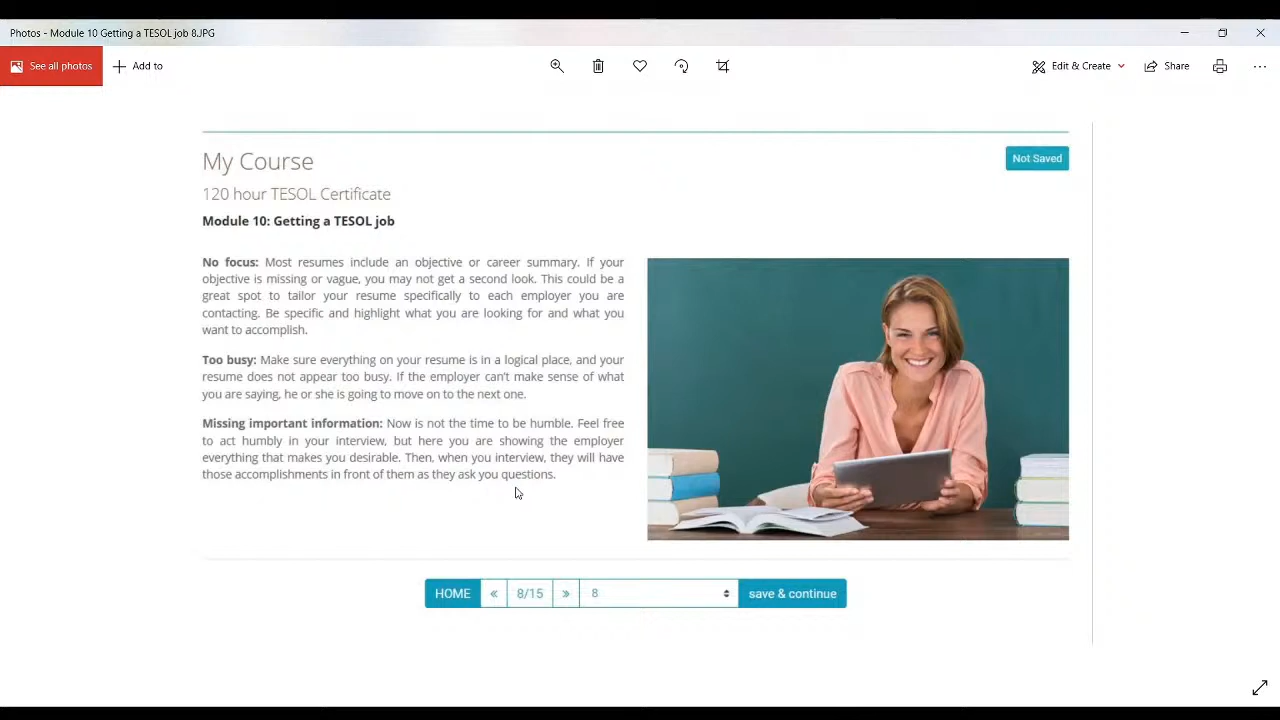 Photos - Module 10 Getting a TESOL job 8.JPG
See all photos
Add to
Edit & Create
Share
My Course
Not Saved
120 hour TESOL Certificate
Module 10: Getting a TESOL job
No focus: Most resumes include an objective or career summary. If your
objective is missing or vague, you may not get a second look. This could be a
great spot to tailor your resume specifically to each employer you are
contacting. Be specific and highlight what you are looking for and what you
want to accomplish.
Too busy: Make sure everything on your resume is in a logical place, and your
resume does not appear too busy. If the employer can't make sense of what
you are saying, he or she is going to move on to the next one.
Missing important information: Now is not the time to be humble. Feel free
to act humbly in your interview, but here you are showing the employer
everything that makes you desirable. Then, when you interview, they will have
those accomplishments in front of them as they ask you questions.
HOME « 8/15 » 8 save & continue